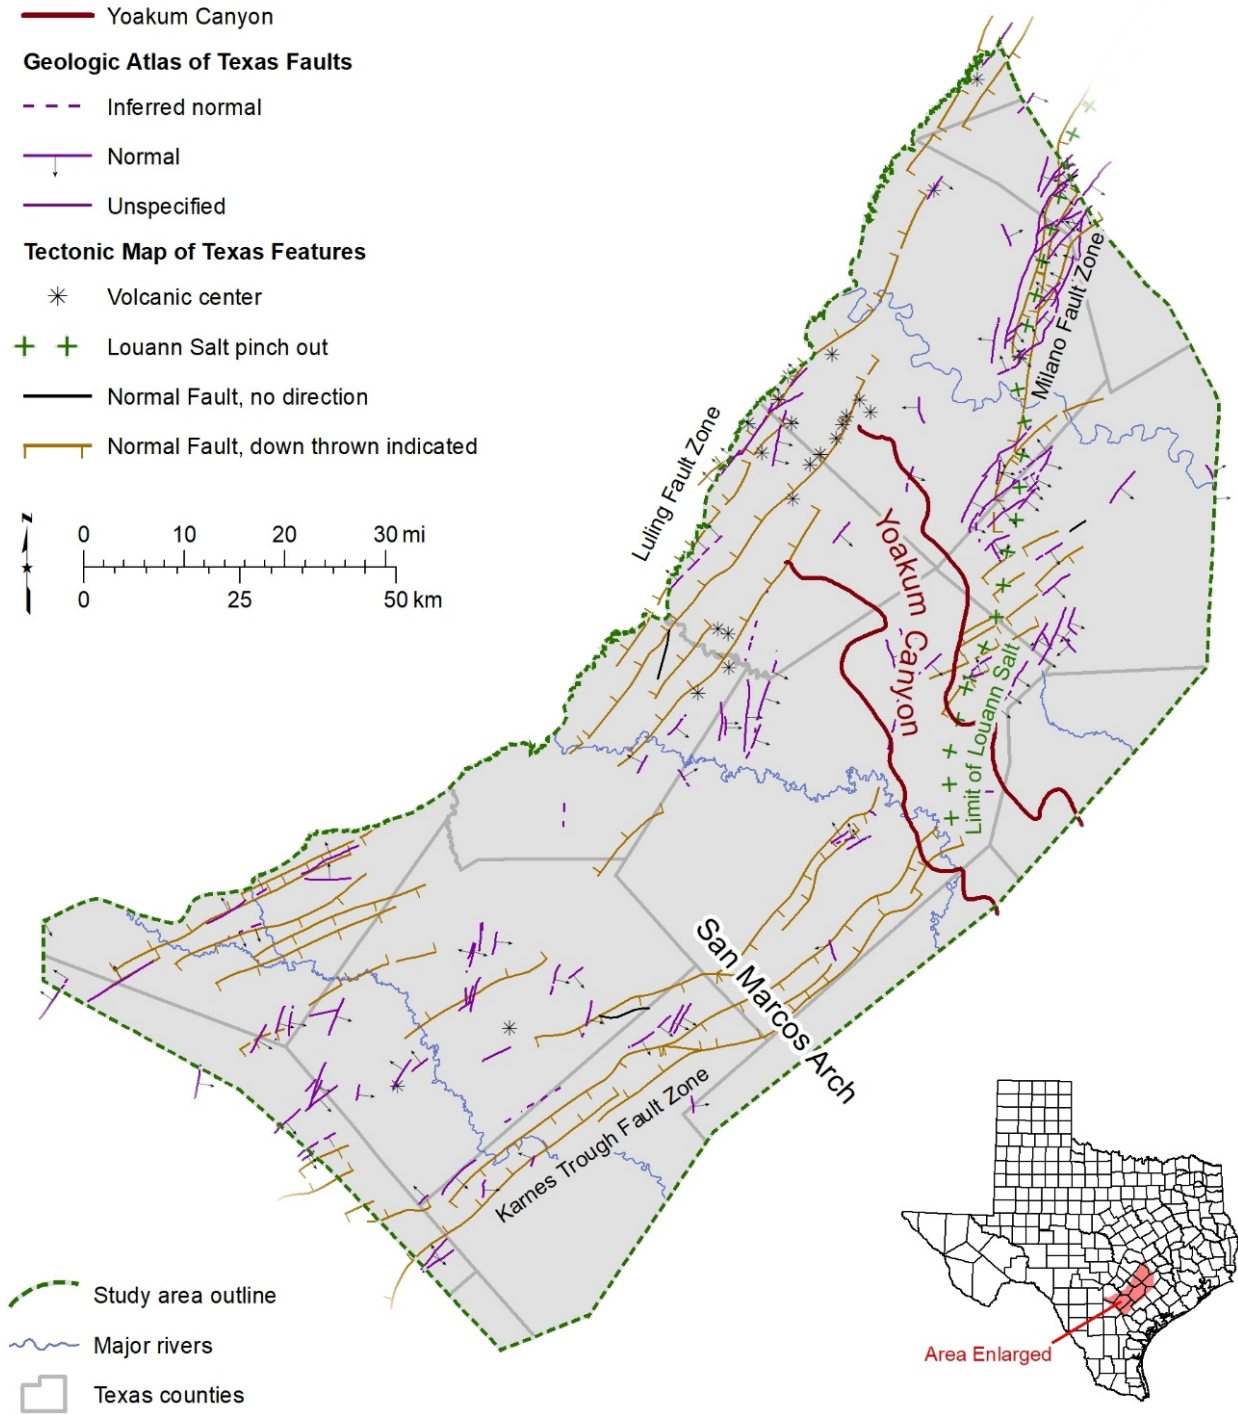 Yoakum Canyon
Geologic Atlas of Texas Faults
Inferred normal
Normal
Unspecified
Tectonic Map of Texas Features
Volcanic center
Louann Salt pinch out
Normal Fault, no direction
Normal Fault, down thrown indicated
N
0 10 20 30 mi
0 25 50 km
Luling Fault Zone
Milano Fault Zone
Yoakum Canyon
Limit of Louann Salt
San Marcos Arch
Karnes Trough Fault Zone
Study area outline
Major rivers
Texas counties
Area Enlarged